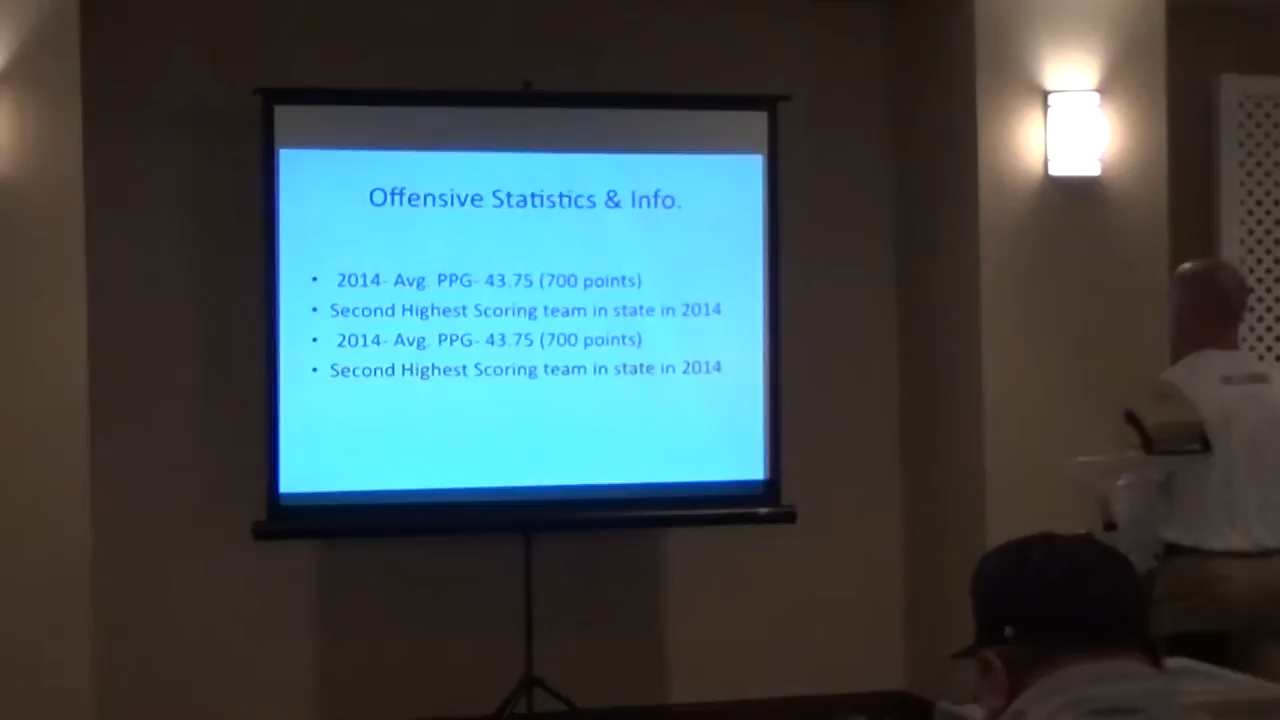 Offensive Statistics & Info.
• 2014- Avg. PPG- 43.75 (700 points)
• Second Highest Scoring team in state in 2014
• 2014- Avg. PPG- 43.75 (700 points)
• Second Highest Scoring team in state in 2014